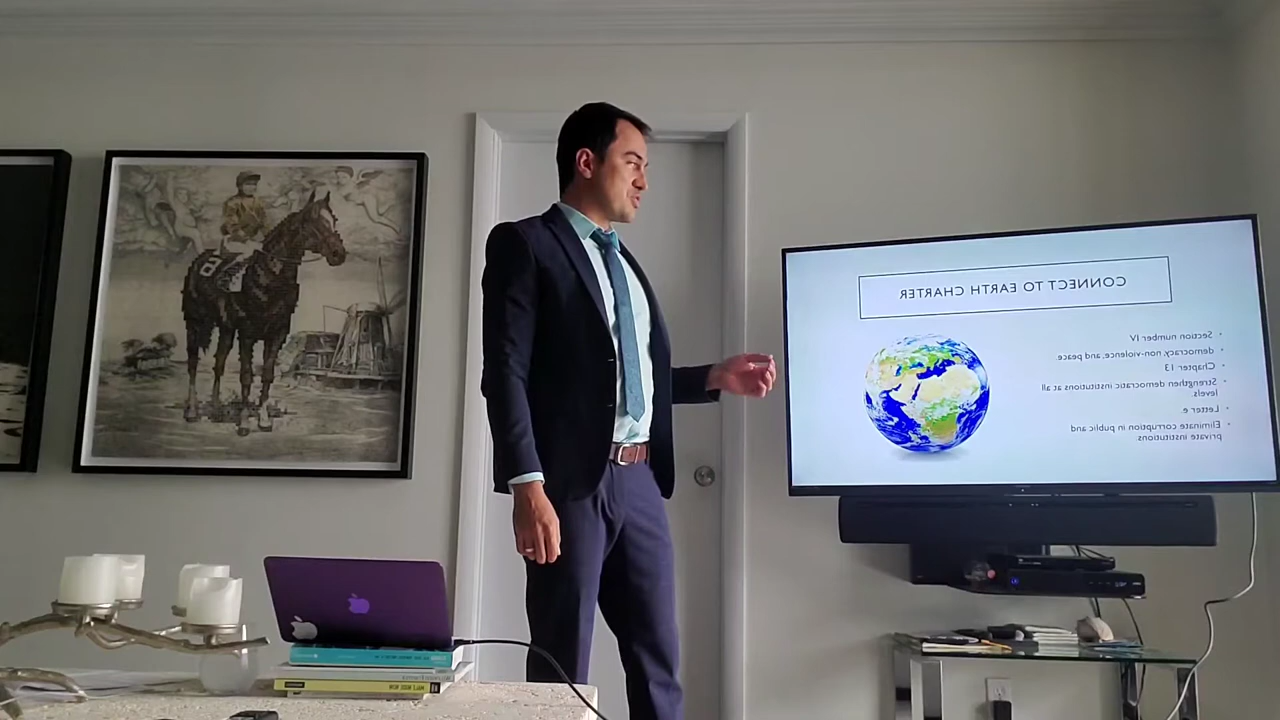 CONNECT TO EARTH CHARTER
• Section number IV
• democracy, non-violence, and peace.
• Chapter 13
• Strengthen democratic institutions at all
levels.
• Letter e.
• Eliminate corruption in public and
private institutions.